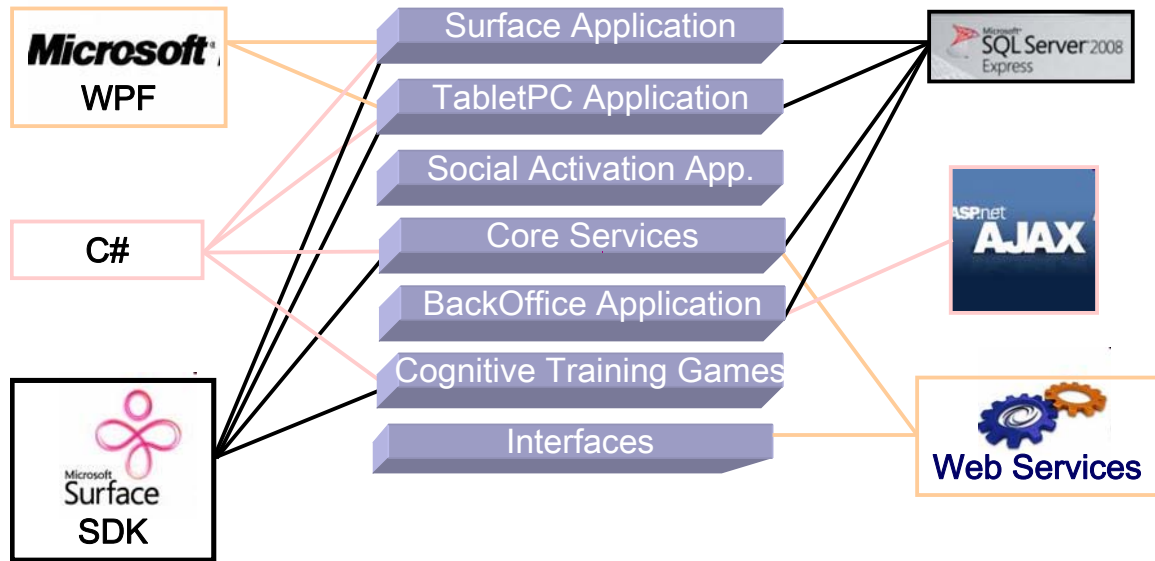 Microsoft
WPF
C#
Microsoft
Surface
SDK
Surface Application
TabletPC Application
Social Activation App.
Core Services
BackOffice Application
Cognitive Training Games
Interfaces
Microsoft
SQL Server 2008
Express
ASP.net
AJAX
Web Services